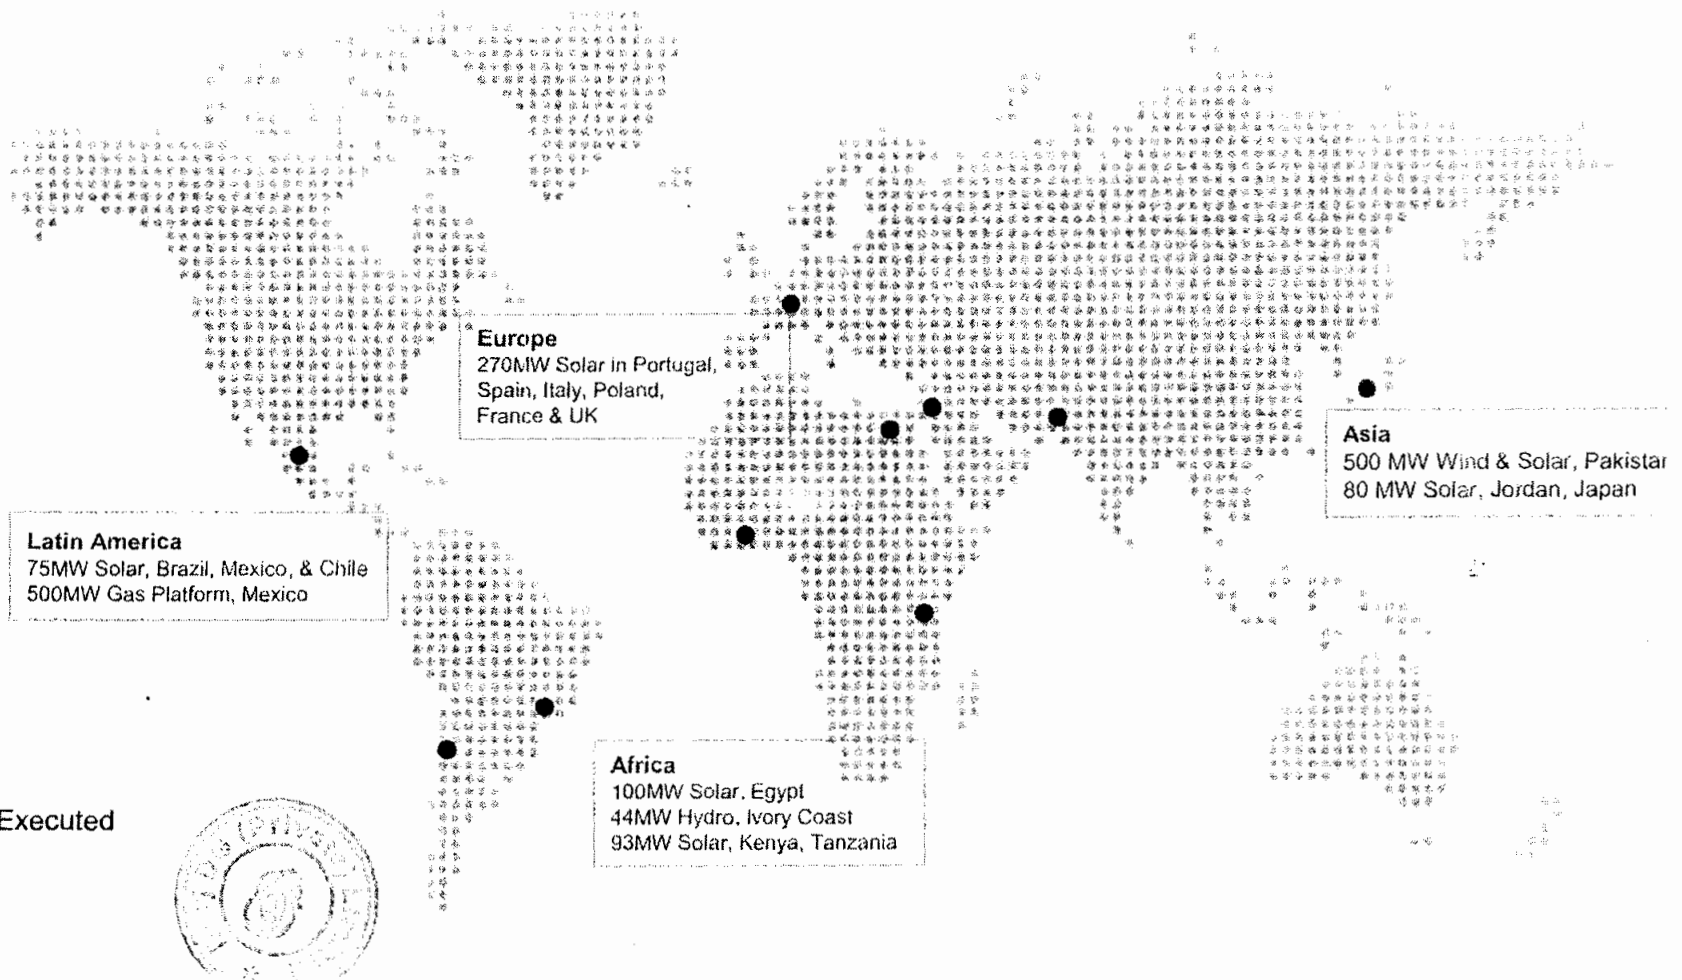 Europe
270MW Solar in Portugal,
Spain, Italy, Poland,
France & UK
Asia
500 MW Wind & Solar, Pakistan
80 MW Solar, Jordan, Japan
Latin America
75MW Solar, Brazil, Mexico, & Chile
500MW Gas Platform, Mexico
Africa
100MW Solar, Egypt
44MW Hydro, Ivory Coast
93MW Solar, Kenya, Tanzania
Executed
(Private)